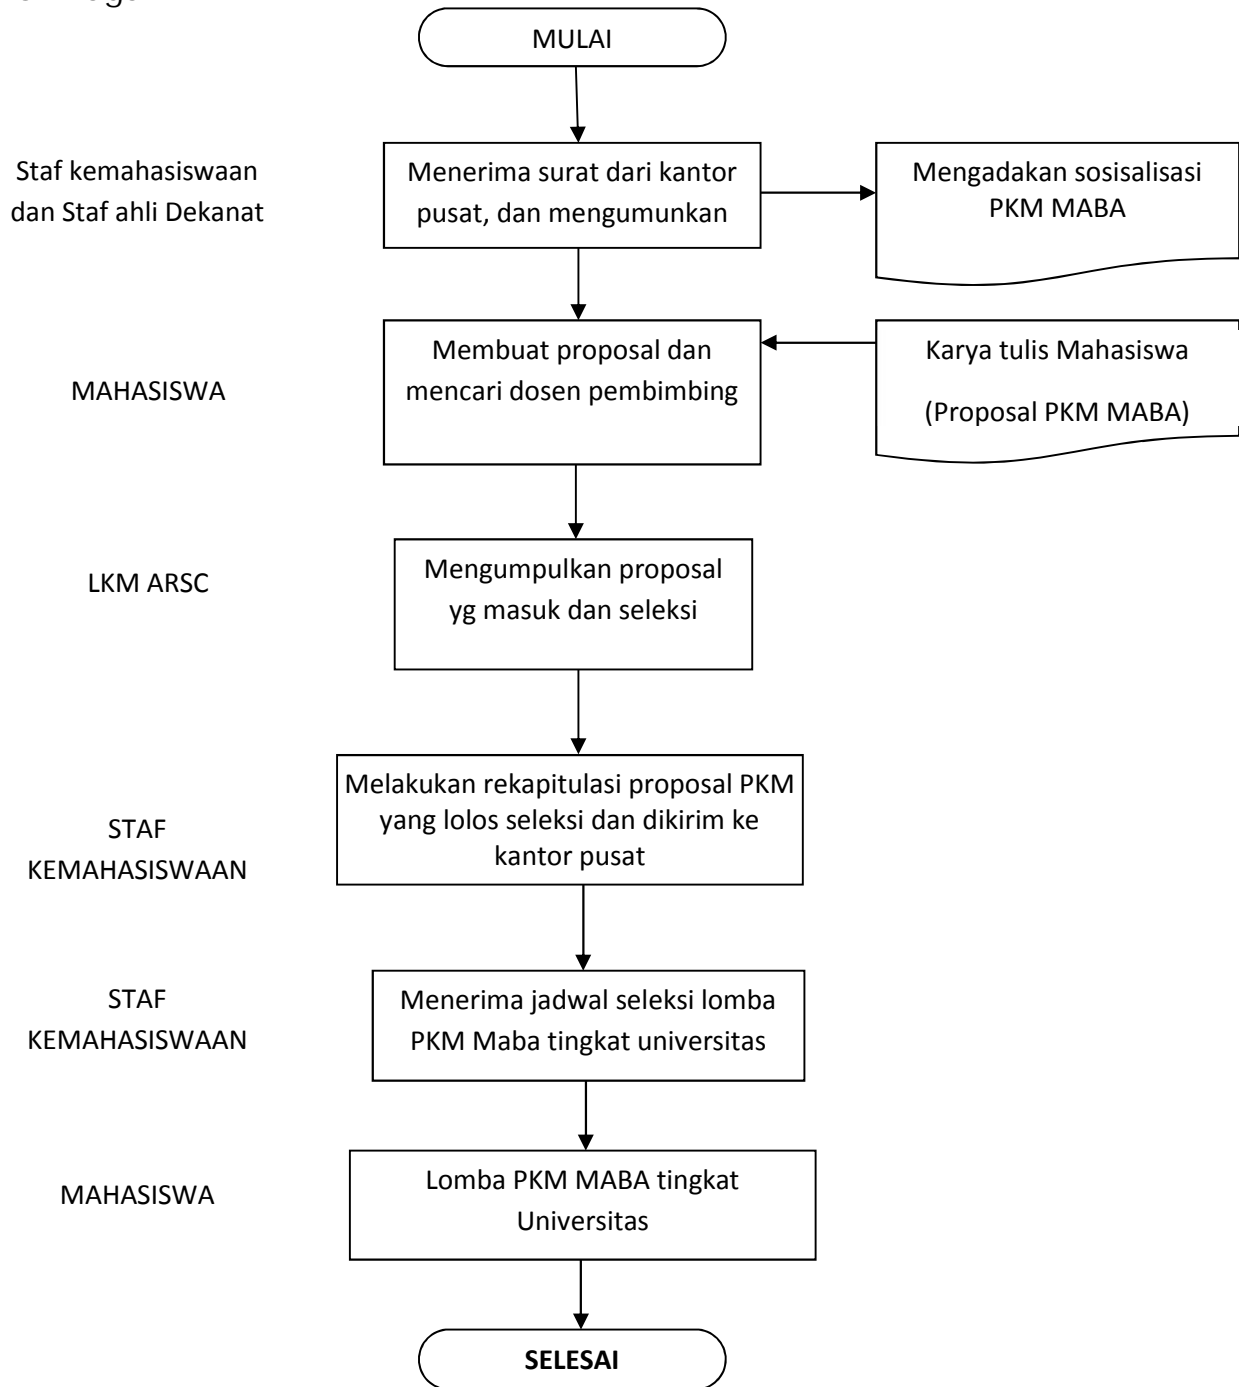 MULAI
Staf kemahasiswaan
dan Staf ahli Dekanat
Menerima surat dari kantor
pusat, dan mengumunkan
Mengadakan sosisalisasi
PKM MABA
MAHASISWA
Membuat proposal dan
mencari dosen pembimbing
Karya tulis Mahasiswa
(Proposal PKM MABA)
LKM ARSC
Mengumpulkan proposal
yg masuk dan seleksi
STAF
KEMAHASISWAAN
Melakukan rekapitulasi proposal PKM
yang lolos seleksi dan dikirim ke
kantor pusat
STAF
KEMAHASISWAAN
Menerima jadwal seleksi lomba
PKM Maba tingkat universitas
MAHASISWA
Lomba PKM MABA tingkat
Universitas
SELESAI